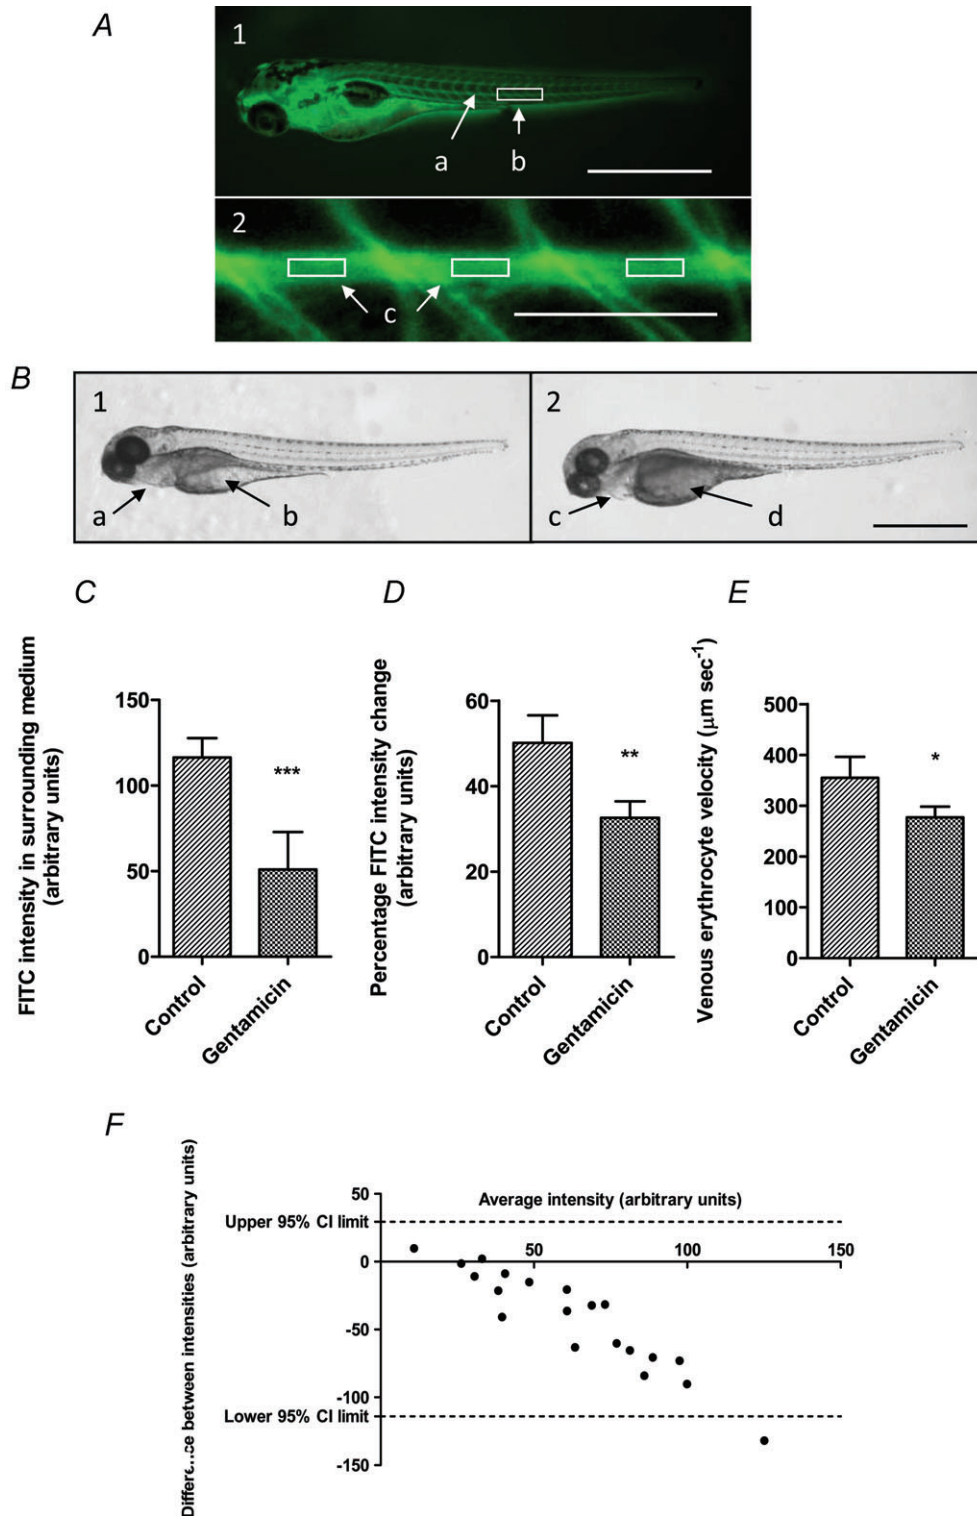 A
1
a
b
2
c
B
1
a
b
2
c
d
C
FITC intensity in surrounding medium
(arbitrary units)
150
100
50
0
***
Control
Gentamicin
D
Percentage FITC intensity change
(arbitrary units)
60
40
20
0
**
Control
Gentamicin
E
Venous erythrocyte velocity (μm sec⁻¹)
500
400
300
200
100
0
*
Control
Gentamicin
F
between intensities (arbitrary units)
Average intensity (arbitrary units)
50
Upper 95% CI limit
0
50
100
150
-50
-100
Lower 95% CI limit
-150